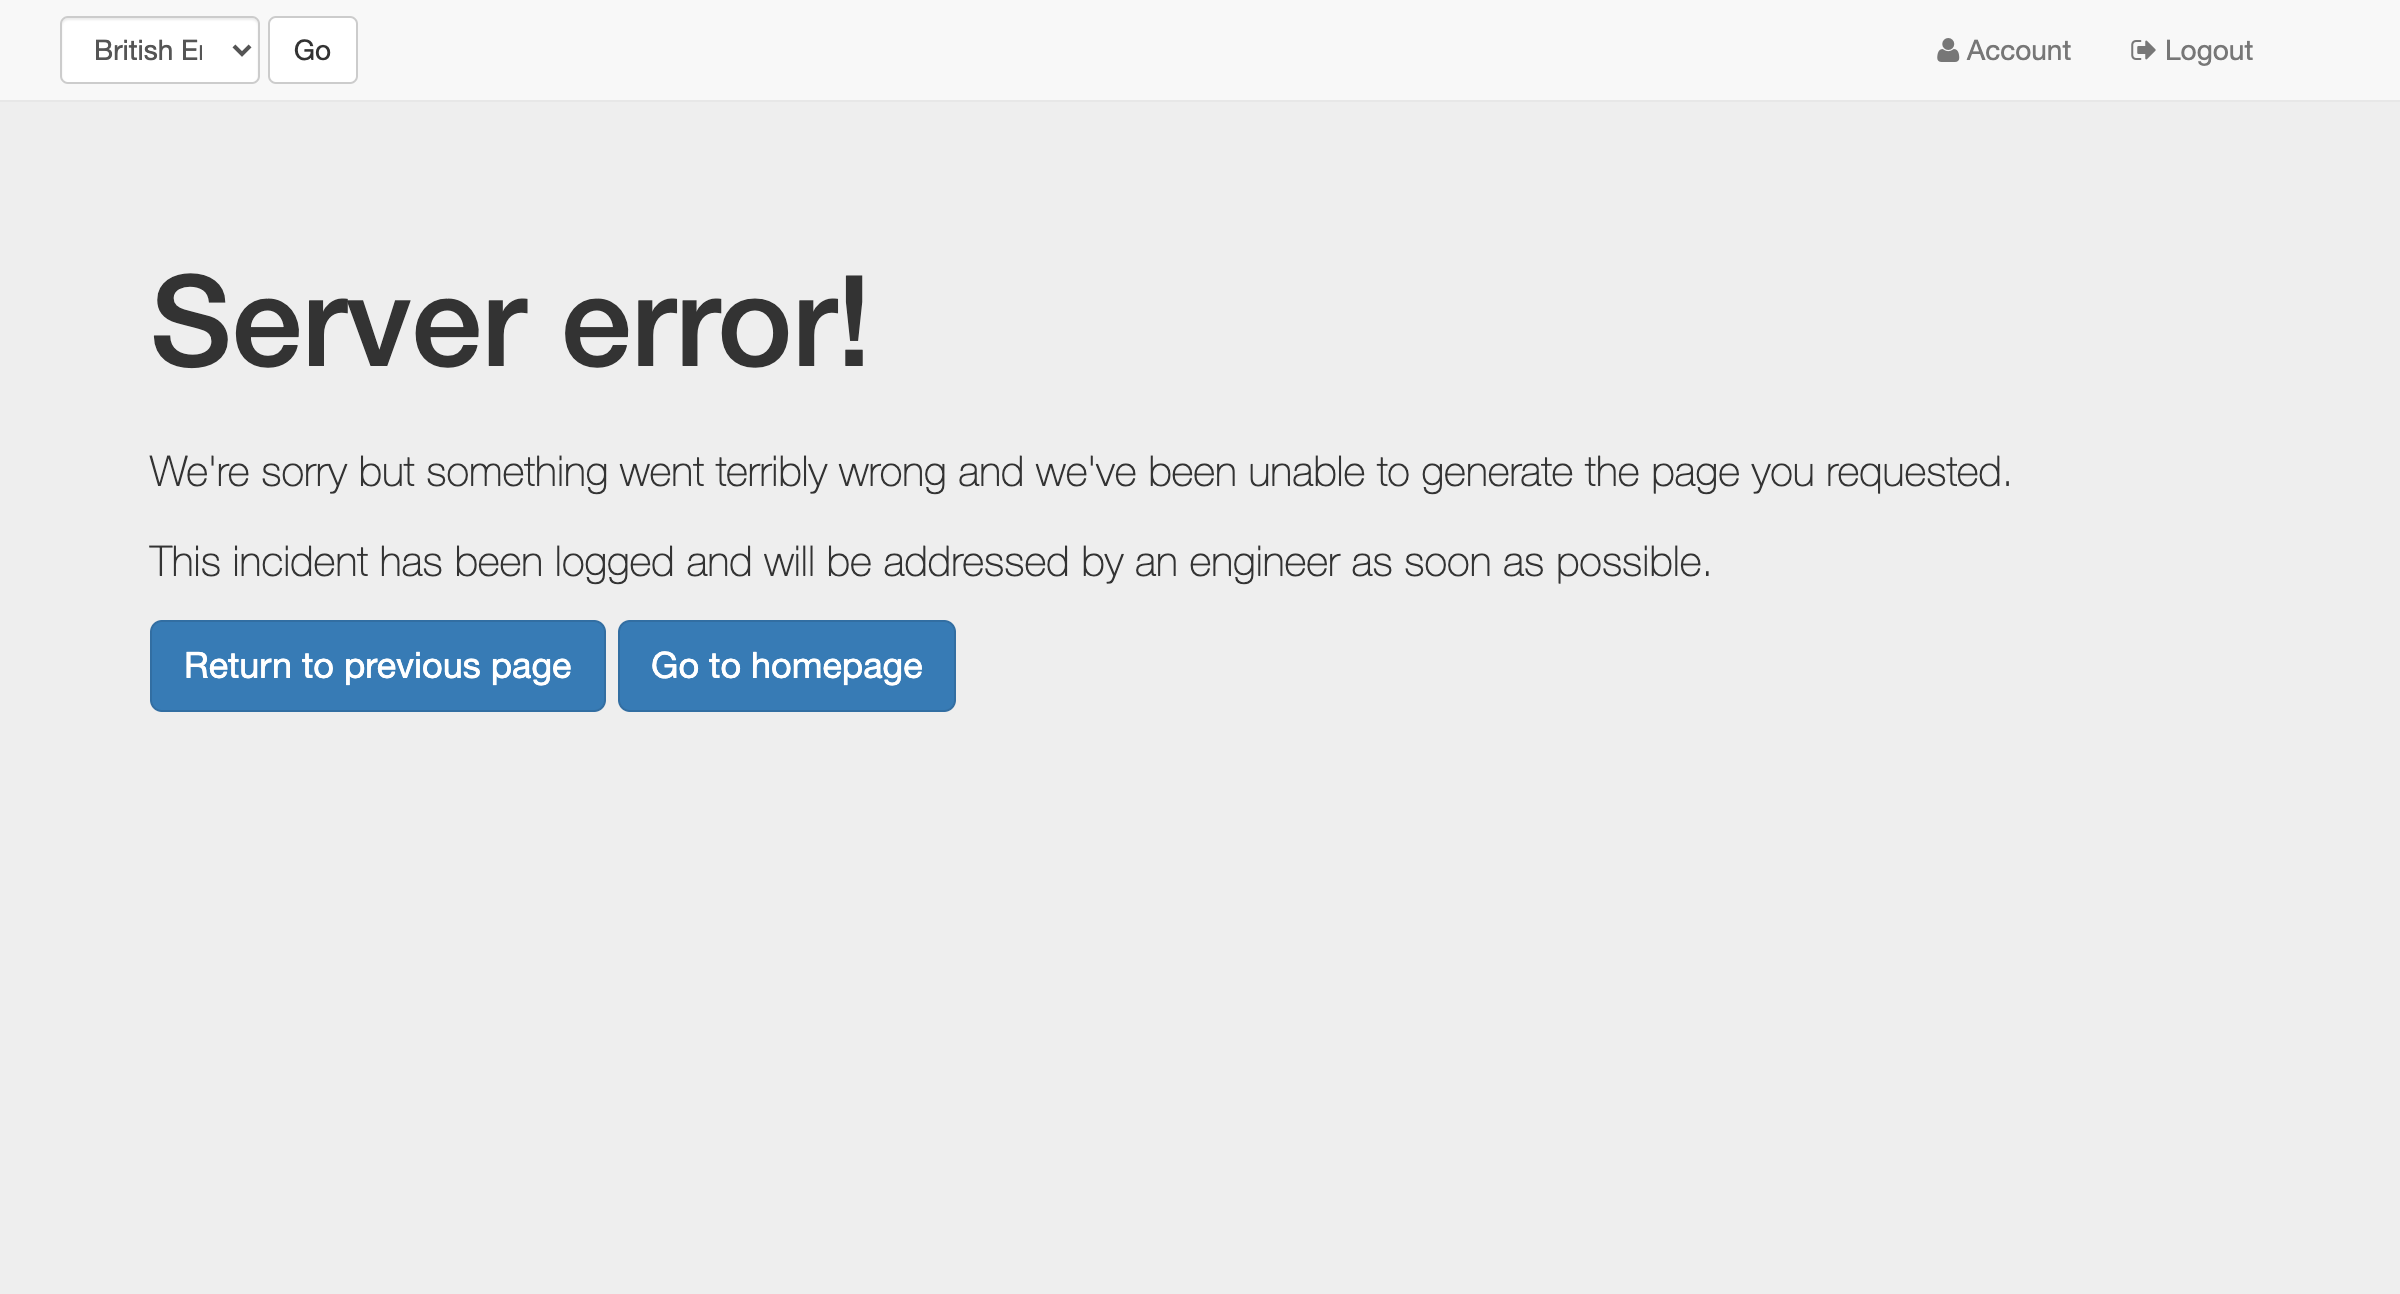 British En Go Account Logout
Server error!
We're sorry but something went terribly wrong and we've been unable to generate the page you requested.
This incident has been logged and will be addressed by an engineer as soon as possible.
Return to previous page Go to homepage